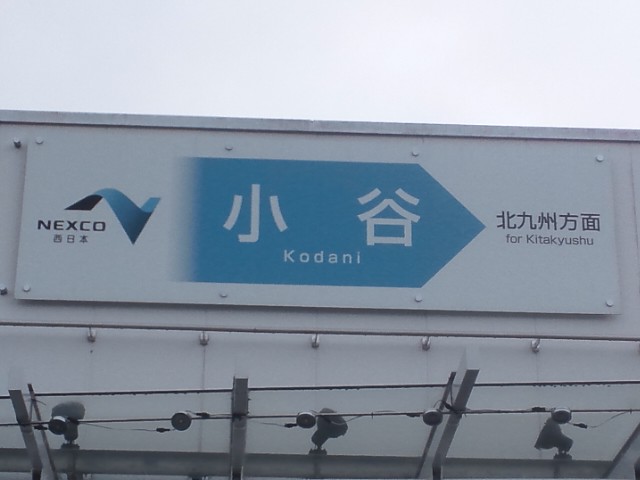 NEXCO
西日本
小谷
Kodani
北九州方面
for Kitakyushu